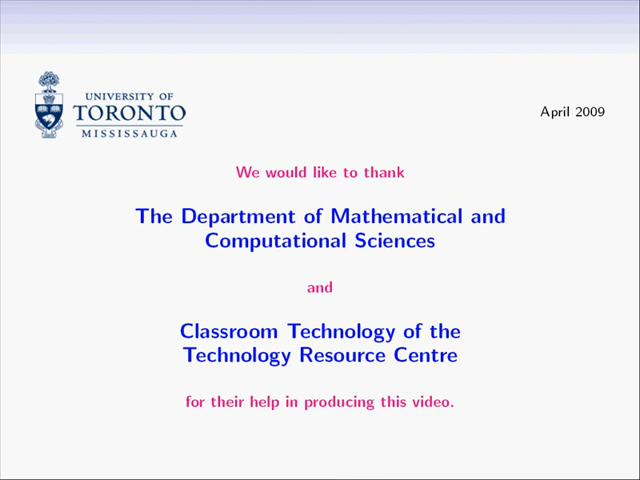 UNIVERSITY OF
TORONTO
MISSISSAUGA
April 2009
We would like to thank
The Department of Mathematical and
Computational Sciences
and
Classroom Technology of the
Technology Resource Centre
for their help in producing this video.